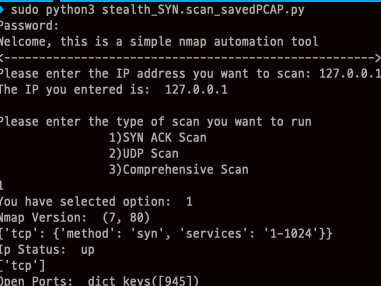 sudo python3 stealth_SYN.scan_savedPCAP.py
Password:
Welcome, this is a simple nmap automation tool
<---------------------------------------------------->
Please enter the IP address you want to scan: 127.0.0.1
The IP you entered is:  127.0.0.1
Please enter the type of scan you want to run
1)SYN ACK Scan
2)UDP Scan
3)Comprehensive Scan
1
You have selected option:  1
Nmap Version:  (7, 80)
{'tcp': {'method': 'syn', 'services': '1-1024'}}
Ip Status:  up
['tcp']
Open Ports:  dict_keys([945])